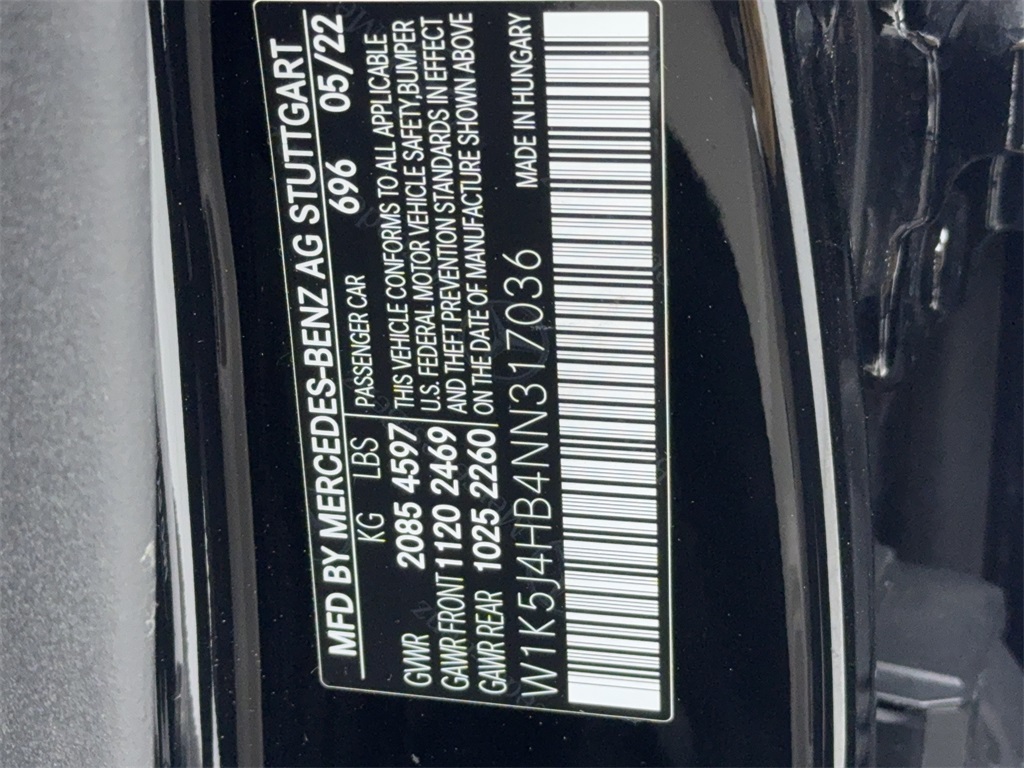 MFD BY MERCEDES-BENZ AG STUTTGART
KG LBS PASSENGER CAR 696 05/22
GVWR 2085 4597 THIS VEHICLE CONFORMS TO ALL APPLICABLE
GAWR FRONT 1120 2469 U.S. FEDERAL MOTOR VEHICLE SAFETY, BUMPER
GAWR REAR 1025 2260 AND THEFT PREVENTION STANDARDS IN EFFECT
ON THE DATE OF MANUFACTURE SHOWN ABOVE
W1K5J4HB4NN317036 MADE IN HUNGARY